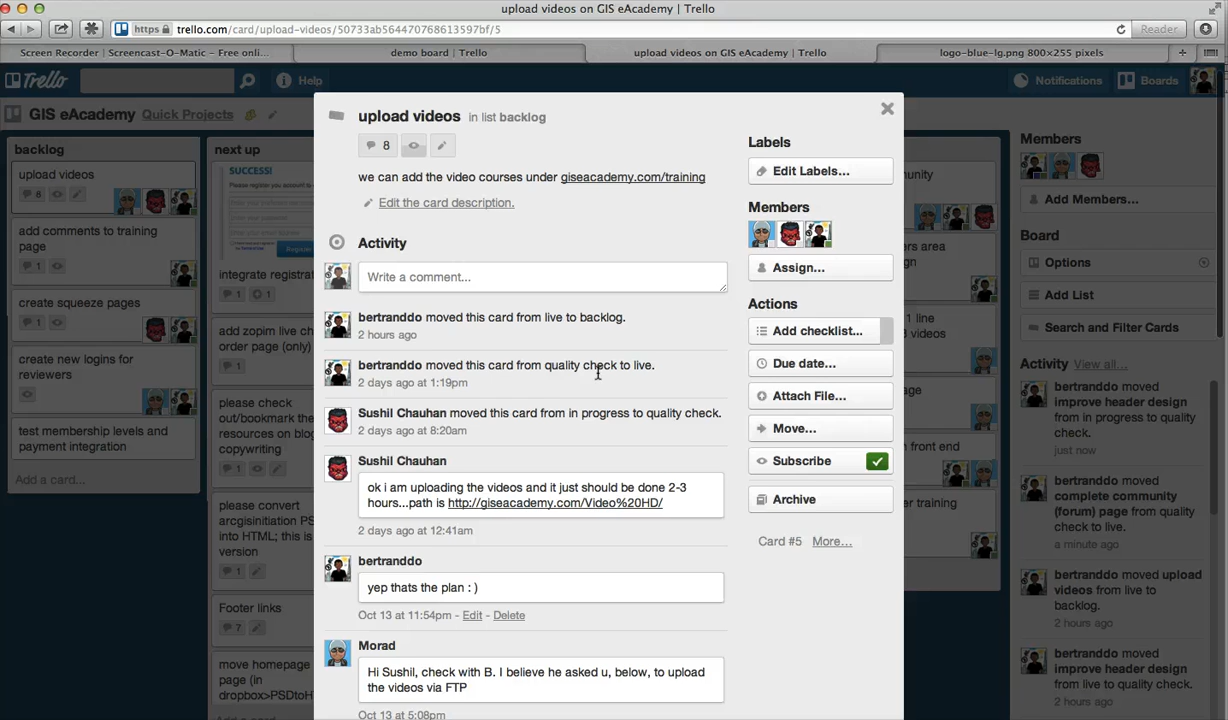 upload videos on GIS eAcademy | Trello
https trello.com/card/upload-videos/50733ab564470768613597bf/5
Reader
Screen Recorder | Screencast-O-Matic - Free onli...
demo board | Trello
upload videos on GIS eAcademy | Trello
logo-blue-lg.png 800×255 pixels
Trello
Help
Notifications
Boards
GIS eAcademy Quick Projects
backlog
upload videos
8
add comments to training
page
1
create squeeze pages
1
create new logins for
reviewers
test membership levels and
payment integration
Add a card...
next up
SUCCESS!
integrate registrat
1 1
add zopim live ch
order page (only)
1
please check
out/bookmark the
resources on blog
copywriting
1
please convert
arcgisinitiation PS
into HTML; this is
version
1
Footer links
7
move homepage
page (in
dropbox>PSDtoH
upload videos in list backlog
8
we can add the video courses under giseacademy.com/training
Edit the card description.
Activity
Write a comment...
bertranddo moved this card from live to backlog.
2 hours ago
bertranddo moved this card from quality check to live.
2 days ago at 1:19pm
Sushil Chauhan moved this card from in progress to quality check.
2 days ago at 8:20am
Sushil Chauhan
ok i am uploading the videos and it just should be done 2-3
hours...path is http://giseacademy.com/Video%20HD/
2 days ago at 12:41am
bertranddo
yep thats the plan : )
Oct 13 at 11:54pm - Edit - Delete
Morad
Hi Sushil, check with B. I believe he asked u, below, to upload
the videos via FTP
Oct 13 at 5:08pm
Labels
Edit Labels...
Members
Assign...
Actions
Add checklist...
Due date...
Attach File...
Move...
Subscribe
Archive
Card #5 More...
unity
ers area
gn
1 line
videos
age
n front end
er training
Members
Add Members...
Board
Options
Add List
Search and Filter Cards
Activity View all...
bertranddo moved
improve header design
from in progress to quality
check.
just now
bertranddo moved
complete community
(forum) page from quality
check to live.
a minute ago
bertranddo moved upload
videos from live to
backlog.
2 hours ago
bertranddo moved
improve header design
from live to quality check.
2 hours ago